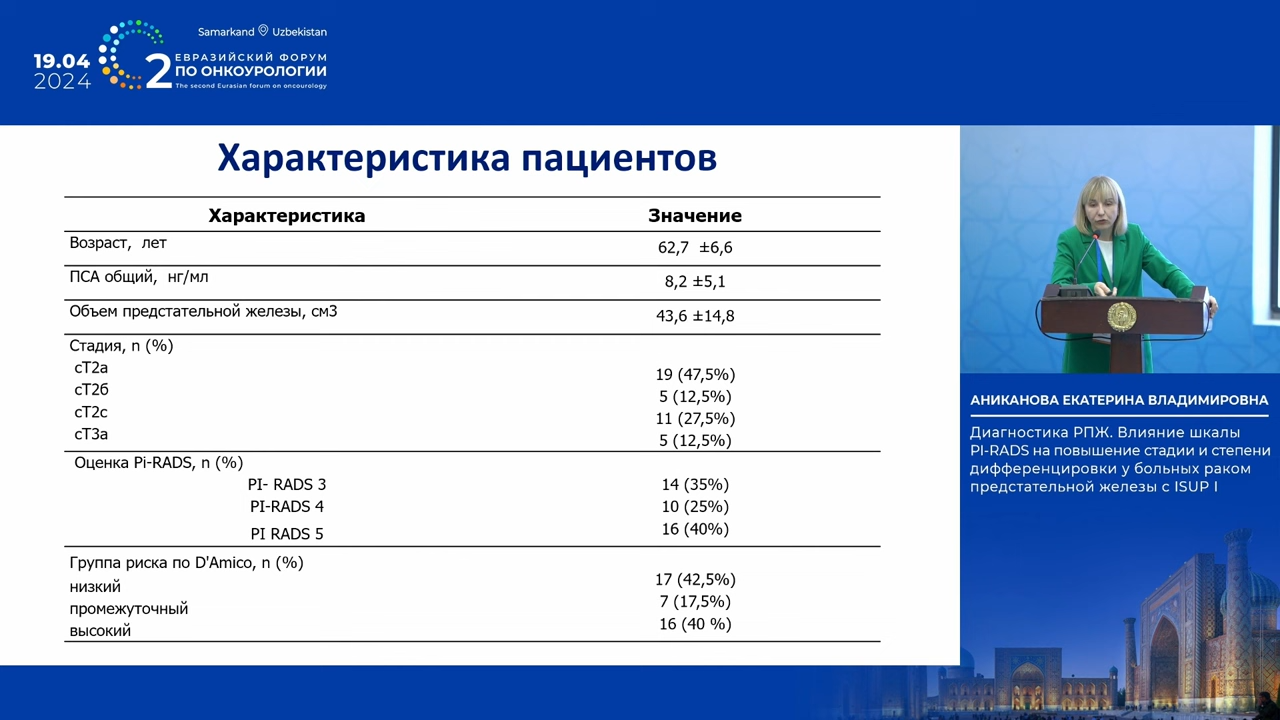 Samarkand Uzbekistan
19.04
2024
2
ЕВРАЗИЙСКИЙ ФОРУМ
ПО ОНКОУРОЛОГИИ
The second Eurasian forum on oncourology
Характеристика пациентов
Характеристика Значение
Возраст, лет 62,7 ±6,6
ПСА общий, нг/мл 8,2 ±5,1
Объем предстательной железы, см3 43,6 ±14,8
Стадия, n (%)
сТ2а 19 (47,5%)
сТ2б 5 (12,5%)
сТ2с 11 (27,5%)
сТ3а 5 (12,5%)
Оценка Pi-RADS, n (%)
PI- RADS 3 14 (35%)
PI-RADS 4 10 (25%)
PI RADS 5 16 (40%)
Группа риска по D'Amico, n (%)
низкий 17 (42,5%)
промежуточный 7 (17,5%)
высокий 16 (40 %)
АНИКАНОВА ЕКАТЕРИНА ВЛАДИМИРОВНА
Диагностика РПЖ. Влияние шкалы
PI-RADS на повышение стадии и степени
дифференцировки у больных раком
предстательной железы с ISUP I